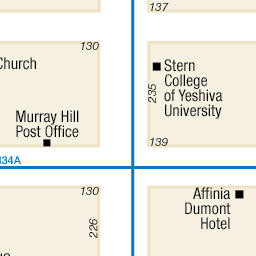 137
130
Church
Stern
College
of Yeshiva
University
235
Murray Hill
Post Office
139
M34A
130
226
Affinia
Dumont
Hotel